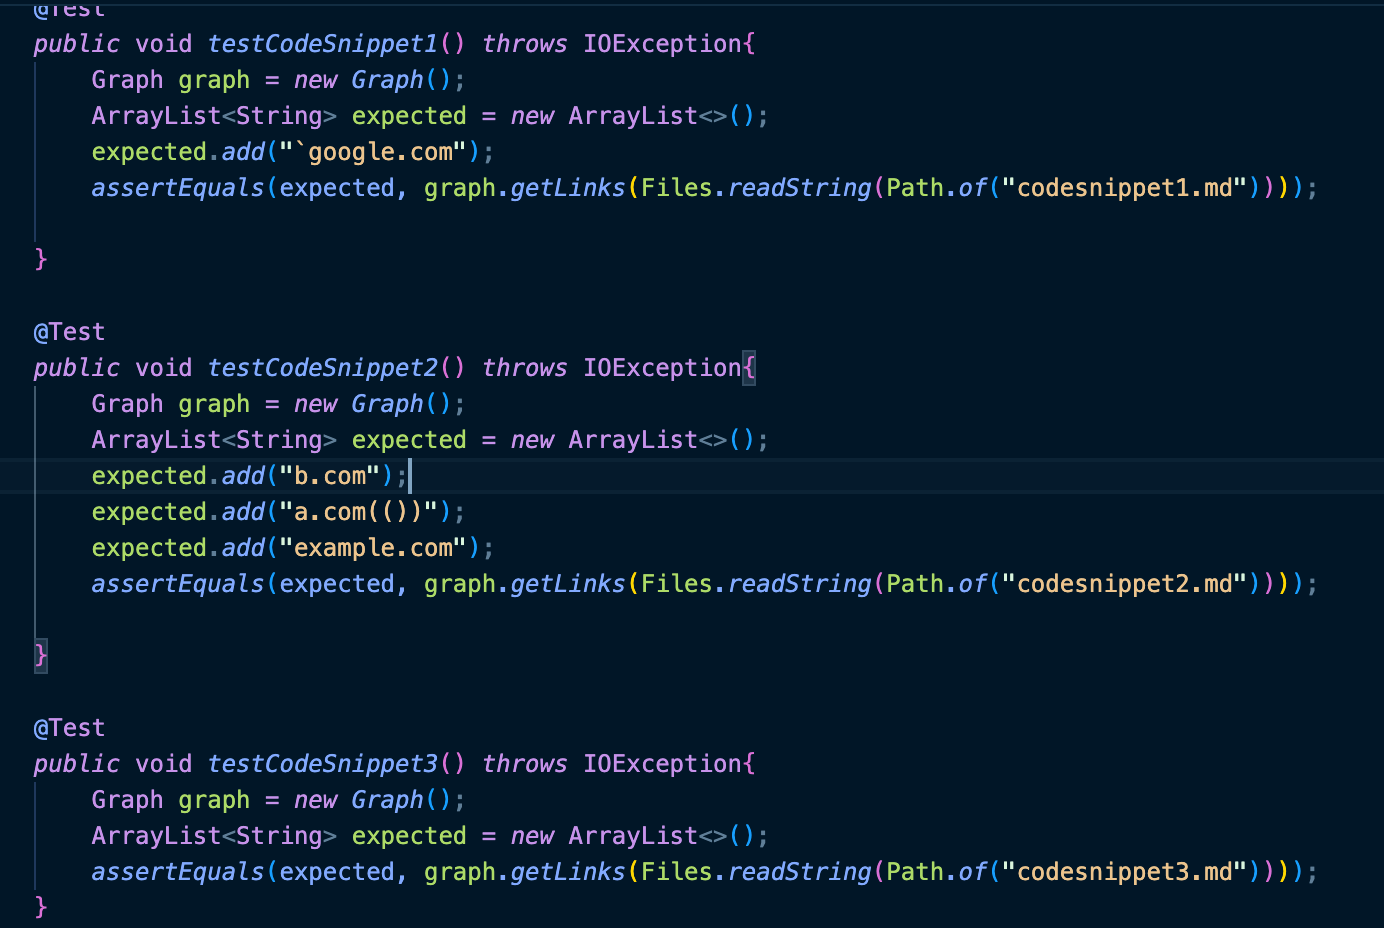 @Test
public void testCodeSnippet1() throws IOException{
Graph graph = new Graph();
ArrayList<String> expected = new ArrayList<>();
expected.add("`google.com");
assertEquals(expected, graph.getLinks(Files.readString(Path.of("codesnippet1.md"))));
}
@Test
public void testCodeSnippet2() throws IOException{
Graph graph = new Graph();
ArrayList<String> expected = new ArrayList<>();
expected.add("b.com");
expected.add("a.com(())");
expected.add("example.com");
assertEquals(expected, graph.getLinks(Files.readString(Path.of("codesnippet2.md"))));
}
@Test
public void testCodeSnippet3() throws IOException{
Graph graph = new Graph();
ArrayList<String> expected = new ArrayList<>();
assertEquals(expected, graph.getLinks(Files.readString(Path.of("codesnippet3.md"))));
}